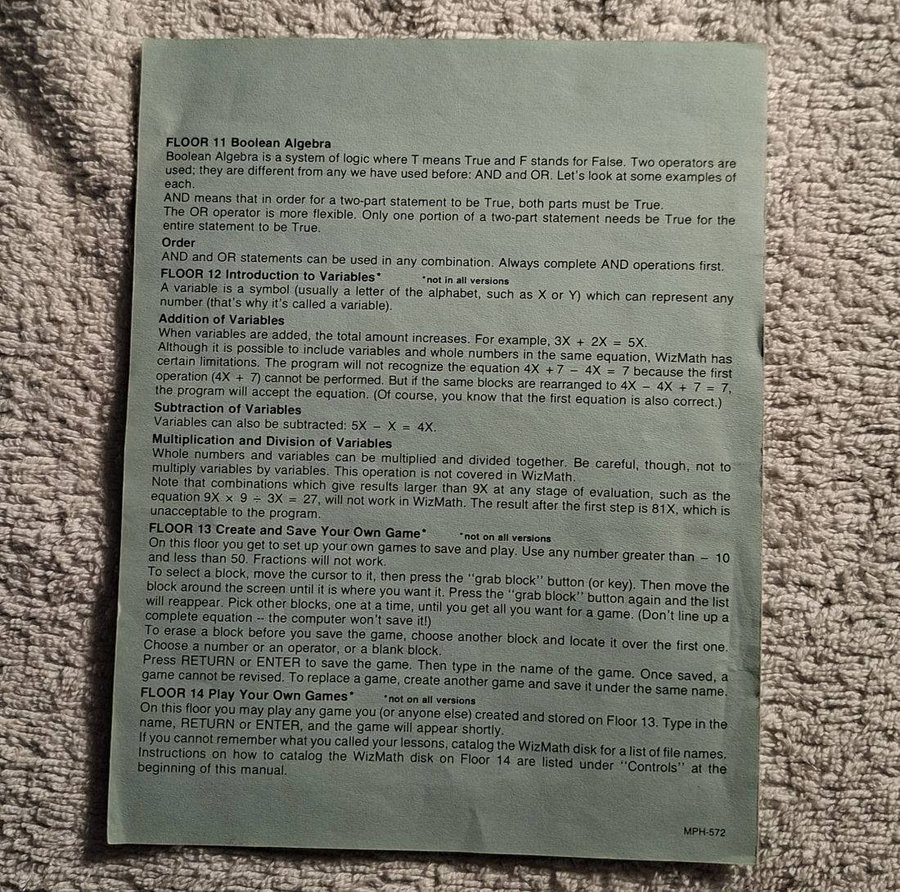 FLOOR 11 Boolean Algebra
Boolean Algebra is a system of logic where T means True and F stands for False. Two operators are
used; they are different from any we have used before: AND and OR. Let's look at some examples of
each.
AND means that in order for a two-part statement to be True, both parts must be True.
The OR operator is more flexible. Only one portion of a two-part statement needs be True for the
entire statement to be True.
Order
AND and OR statements can be used in any combination. Always complete AND operations first.
FLOOR 12 Introduction to Variables* *not in all versions
A variable is a symbol (usually a letter of the alphabet, such as X or Y) which can represent any
number (that's why it's called a variable).
Addition of Variables
When variables are added, the total amount increases. For example, 3X + 2X = 5X.
Although it is possible to include variables and whole numbers in the same equation, WizMath has
certain limitations. The program will not recognize the equation 4X +7 − 4X = 7 because the first
operation (4X + 7) cannot be performed. But if the same blocks are rearranged to 4X − 4X + 7 = 7,
the program will accept the equation. (Of course, you know that the first equation is also correct.)
Subtraction of Variables
Variables can also be subtracted: 5X − X = 4X.
Multiplication and Division of Variables
Whole numbers and variables can be multiplied and divided together. Be careful, though, not to
multiply variables by variables. This operation is not covered in WizMath.
Note that combinations which give results larger than 9X at any stage of evaluation, such as the
equation 9X × 9 ÷ 3X = 27, will not work in WizMath. The result after the first step is 81X, which is
unacceptable to the program.
FLOOR 13 Create and Save Your Own Game* *not on all versions
On this floor you get to set up your own games to save and play. Use any number greater than − 10
and less than 50. Fractions will not work.
To select a block, move the cursor to it, then press the "grab block" button (or key). Then move the
block around the screen until it is where you want it. Press the "grab block" button again and the list
will reappear. Pick other blocks, one at a time, until you get all you want for a game. (Don't line up a
complete equation -- the computer won't save it!)
To erase a block before you save the game, choose another block and locate it over the first one.
Choose a number or an operator, or a blank block.
Press RETURN or ENTER to save the game. Then type in the name of the game. Once saved, a
game cannot be revised. To replace a game, create another game and save it under the same name.
FLOOR 14 Play Your Own Games* *not on all versions
On this floor you may play any game you (or anyone else) created and stored on Floor 13. Type in the
name, RETURN or ENTER, and the game will appear shortly.
If you cannot remember what you called your lessons, catalog the WizMath disk for a list of file names.
Instructions on how to catalog the WizMath disk on Floor 14 are listed under "Controls" at the
beginning of this manual.
MPH-572